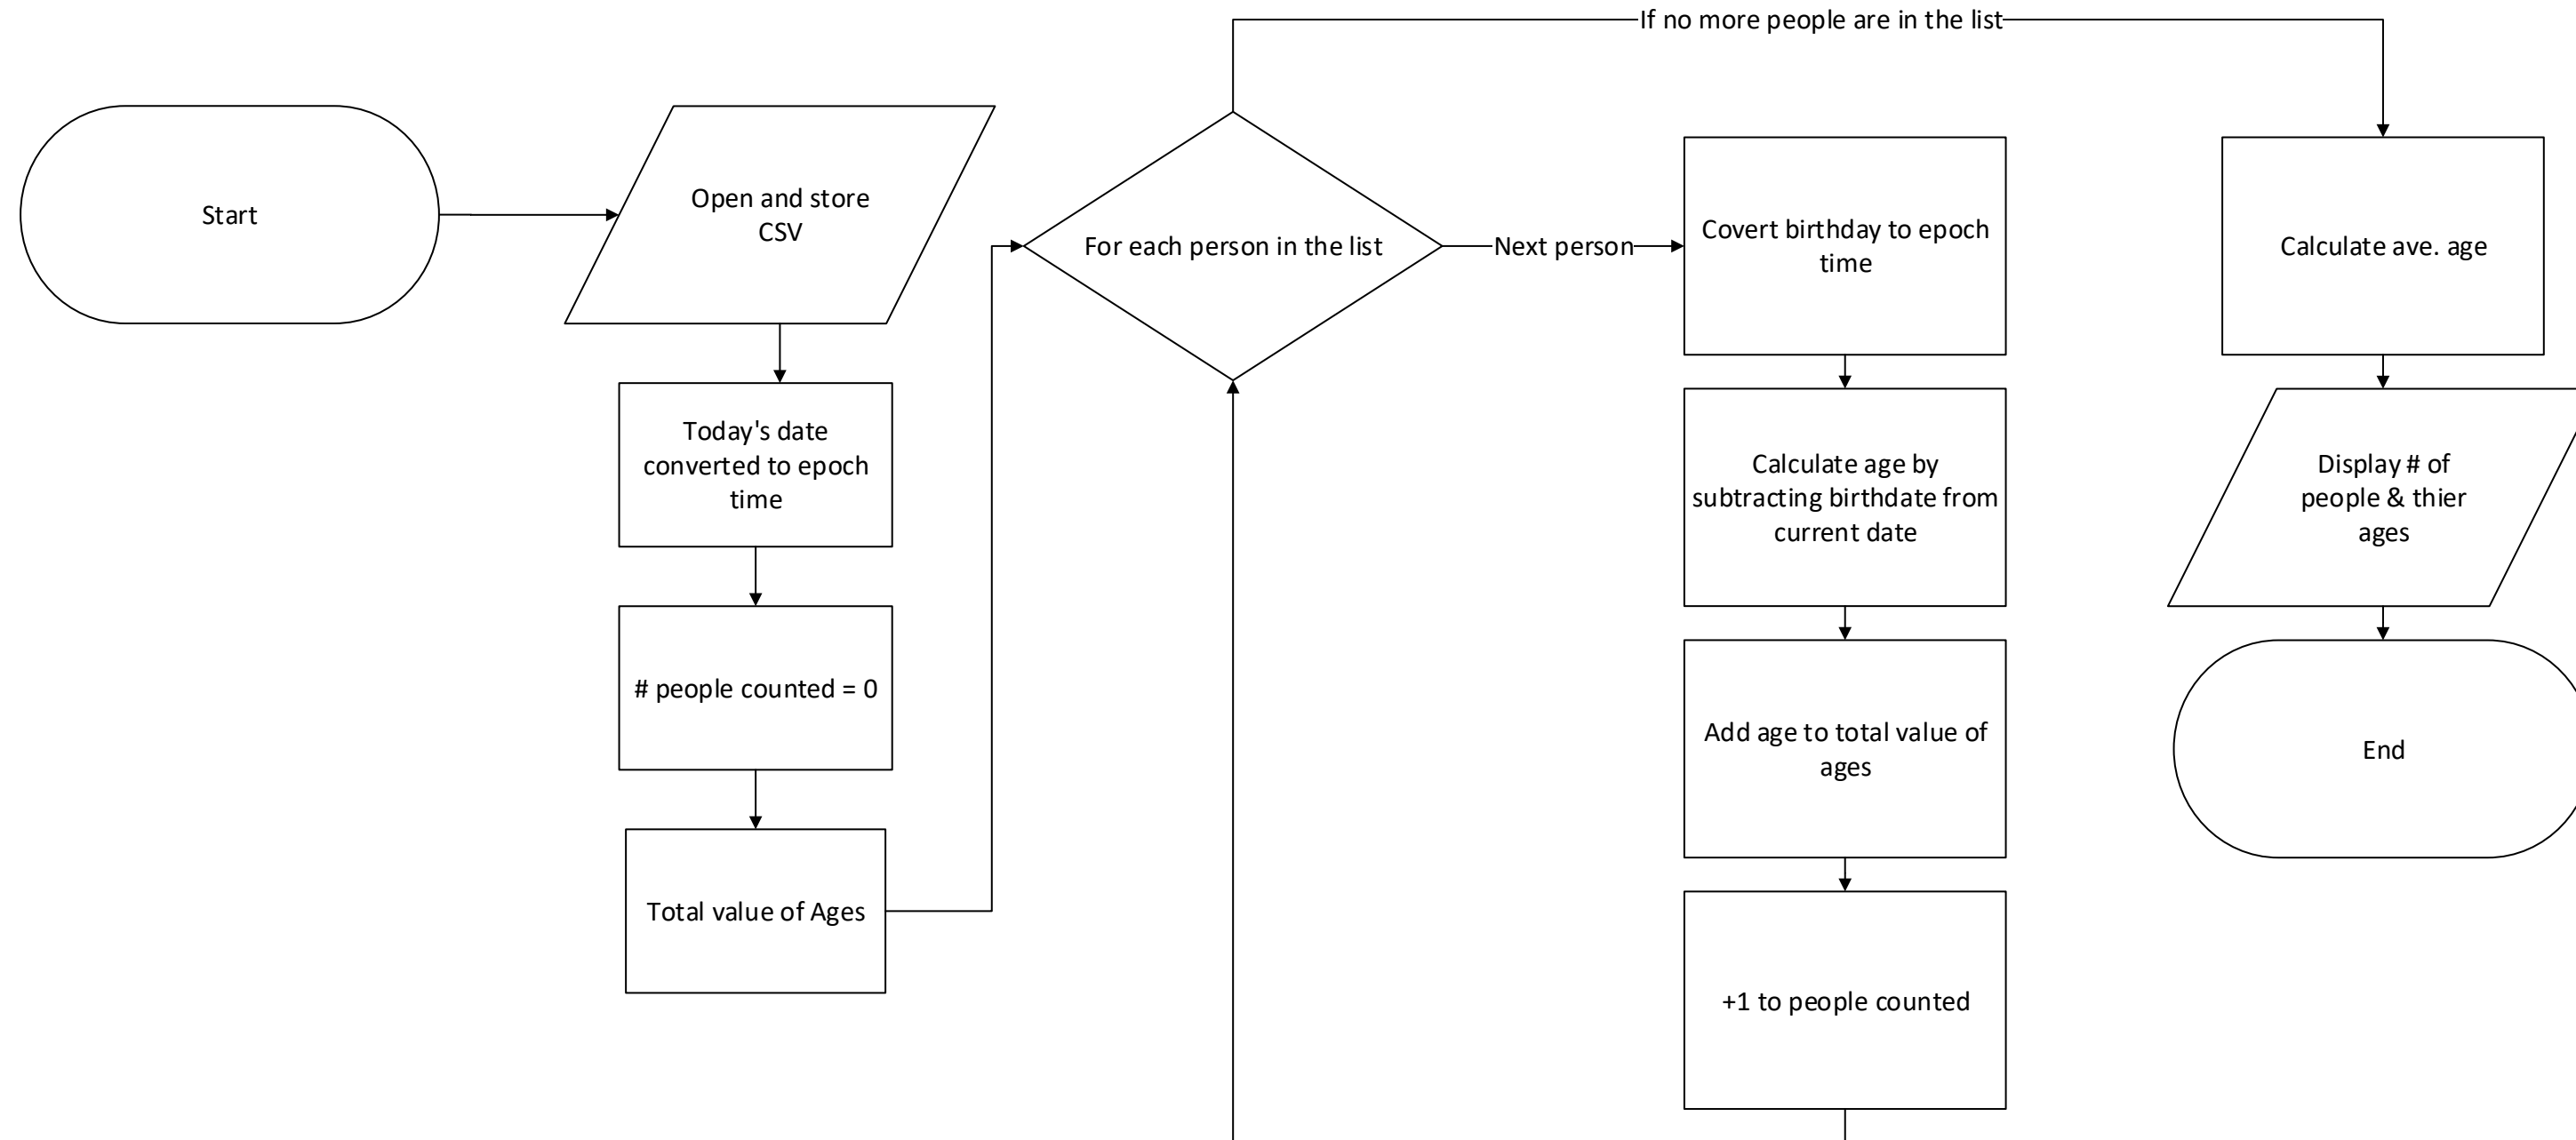 If no more people are in the list
Start
Open and store
CSV
Today's date
converted to epoch
time
# people counted = 0
Total value of Ages
For each person in the list
Next person
Covert birthday to epoch
time
Calculate age by
subtracting birthdate from
current date
Add age to total value of
ages
+1 to people counted
Calculate ave. age
Display # of
people & thier
ages
End